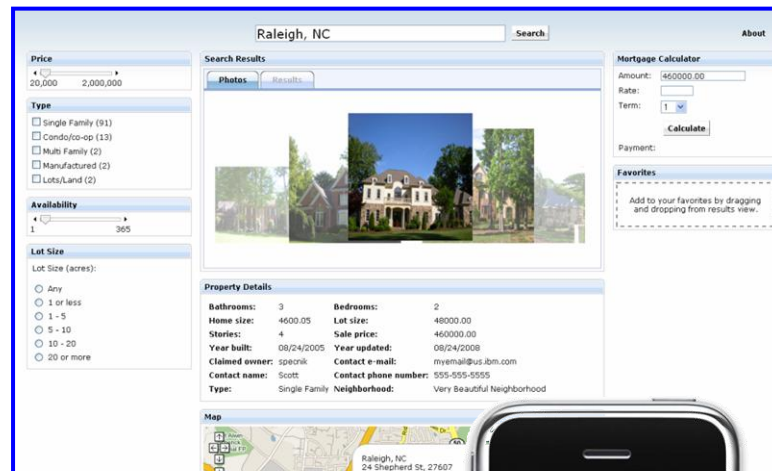 Raleigh, NC
Search
About
Price
20,000 2,000,000
Type
Single Family (91)
Condo/co-op (13)
Multi Family (2)
Manufactured (2)
Lots/Land (2)
Availability
1 365
Lot Size
Lot Size (acres):
Any
1 or less
1 - 5
5 - 10
10 - 20
20 or more
Search Results
Photos Results
Property Details
Bathrooms: 3 Bedrooms: 2
Home size: 4600.05 Lot size: 48000.00
Stories: 4 Sale price: 460000.00
Year built: 08/24/2005 Year updated: 08/24/2008
Claimed owner: specnik Contact e-mail: myemail@us.ibm.com
Contact name: Scott Contact phone number: 555-555-5555
Type: Single Family Neighborhood: Very Beautiful Neighborhood
Map
Raleigh, NC
24 Shepherd St, 27607
Mortgage Calculator
Amount: 460000.00
Rate:
Term: 1
Calculate
Payment:
Favorites
Add to your favorites by dragging
and dropping from results view.